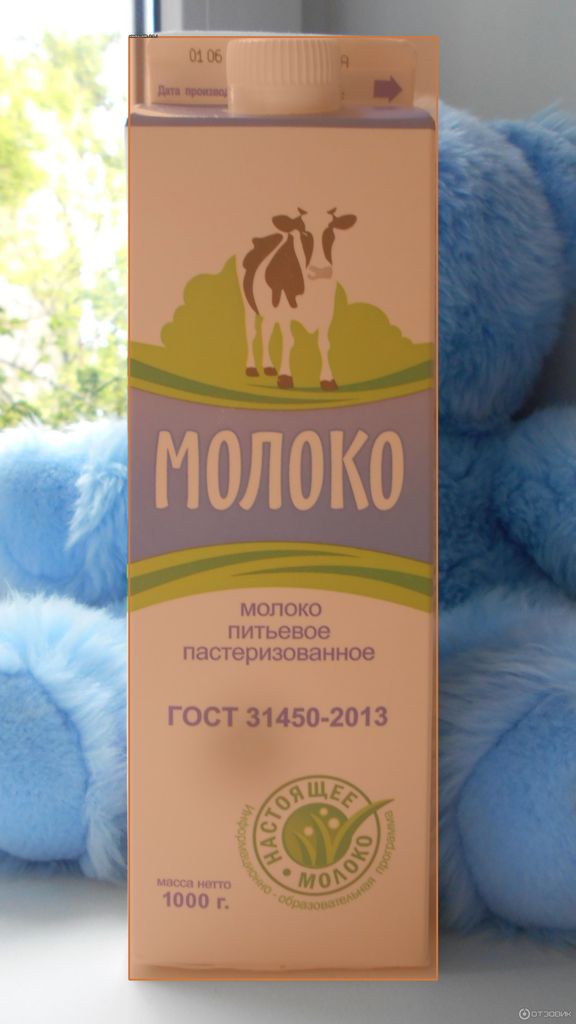 01 06
Дата производ
МОЛОКО
МОЛОКО
ПИТЬЕВОЕ
ПАСТЕРИЗОВАННОЕ
ГОСТ 31450-2013
НАСТОЯЩЕЕ
МОЛОКО
Информационно - образовательная программа
масса нетто
1000 г.
ОТЗОВИК